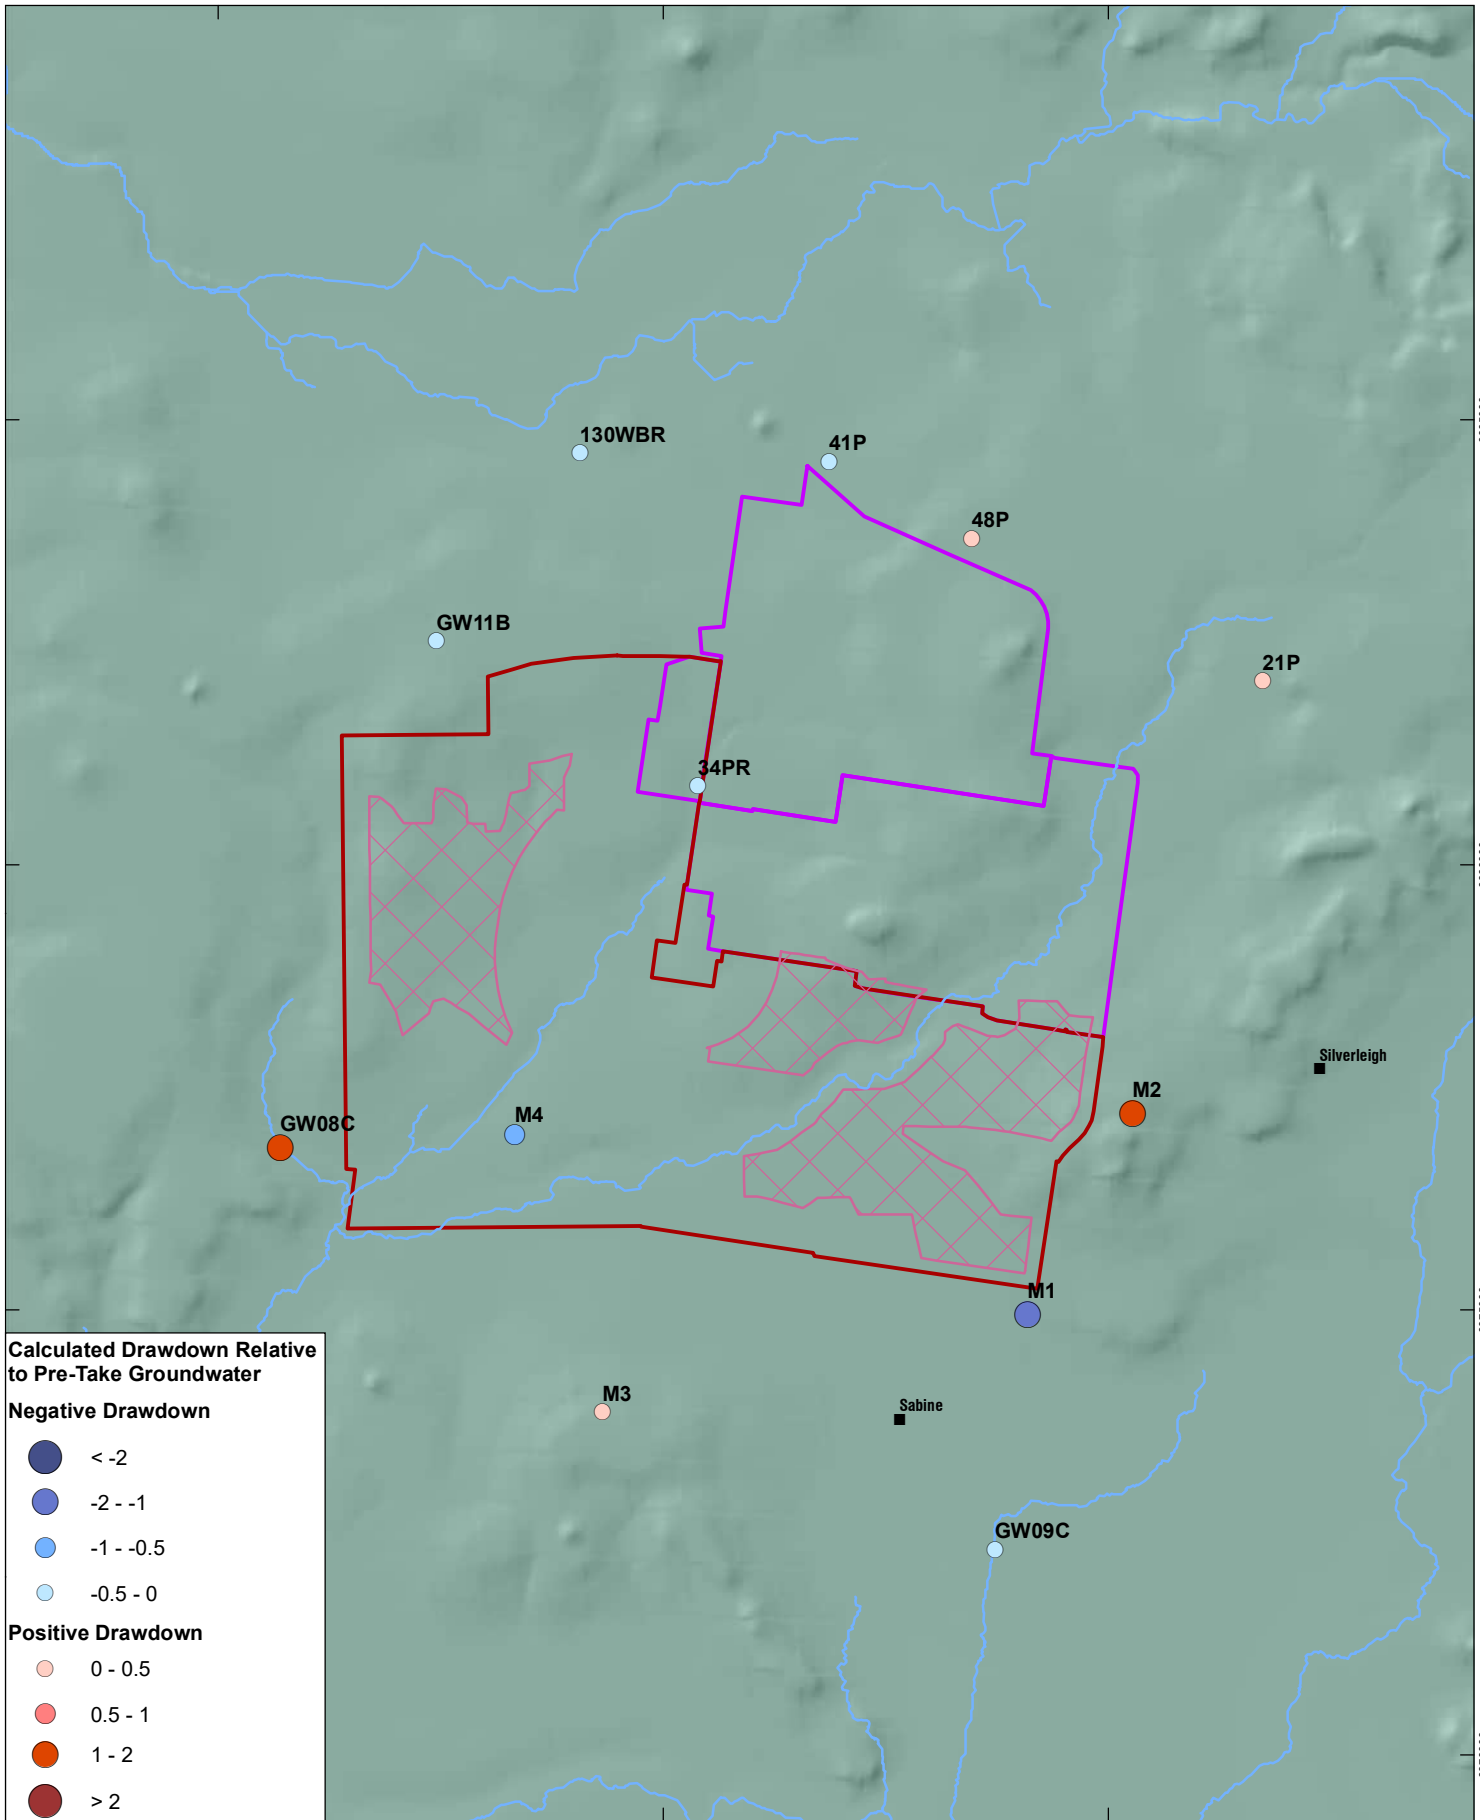 130WBR
41P
48P
GW11B
21P
34PR
Silverleigh
M2
M4
GW08C
M1
M3
Sabine
GW09C
Calculated Drawdown Relative
to Pre-Take Groundwater
Negative Drawdown
< -2
-2 - -1
-1 - -0.5
-0.5 - 0
Positive Drawdown
0 - 0.5
0.5 - 1
1 - 2
> 2